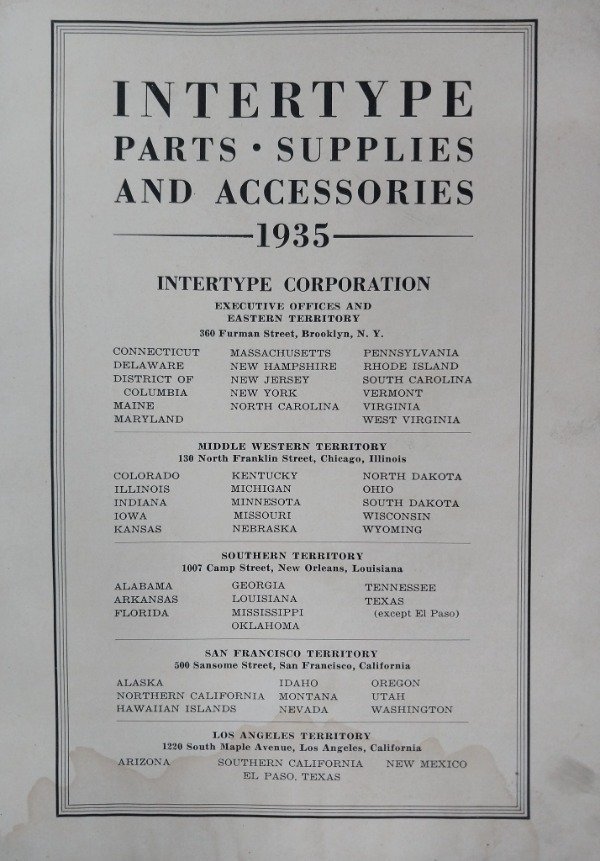 INTERTYPE
PARTS • SUPPLIES
AND ACCESSORIES
1935
INTERTYPE CORPORATION
EXECUTIVE OFFICES AND
EASTERN TERRITORY
360 Furman Street, Brooklyn, N. Y.
CONNECTICUT MASSACHUSETTS PENNSYLVANIA
DELAWARE NEW HAMPSHIRE RHODE ISLAND
DISTRICT OF NEW JERSEY SOUTH CAROLINA
COLUMBIA NEW YORK VERMONT
MAINE NORTH CAROLINA VIRGINIA
MARYLAND WEST VIRGINIA
MIDDLE WESTERN TERRITORY
130 North Franklin Street, Chicago, Illinois
COLORADO KENTUCKY NORTH DAKOTA
ILLINOIS MICHIGAN OHIO
INDIANA MINNESOTA SOUTH DAKOTA
IOWA MISSOURI WISCONSIN
KANSAS NEBRASKA WYOMING
SOUTHERN TERRITORY
1007 Camp Street, New Orleans, Louisiana
ALABAMA GEORGIA TENNESSEE
ARKANSAS LOUISIANA TEXAS
FLORIDA MISSISSIPPI (except El Paso)
OKLAHOMA
SAN FRANCISCO TERRITORY
500 Sansome Street, San Francisco, California
ALASKA IDAHO OREGON
NORTHERN CALIFORNIA MONTANA UTAH
HAWAIIAN ISLANDS NEVADA WASHINGTON
LOS ANGELES TERRITORY
1220 South Maple Avenue, Los Angeles, California
ARIZONA SOUTHERN CALIFORNIA NEW MEXICO
EL PASO, TEXAS